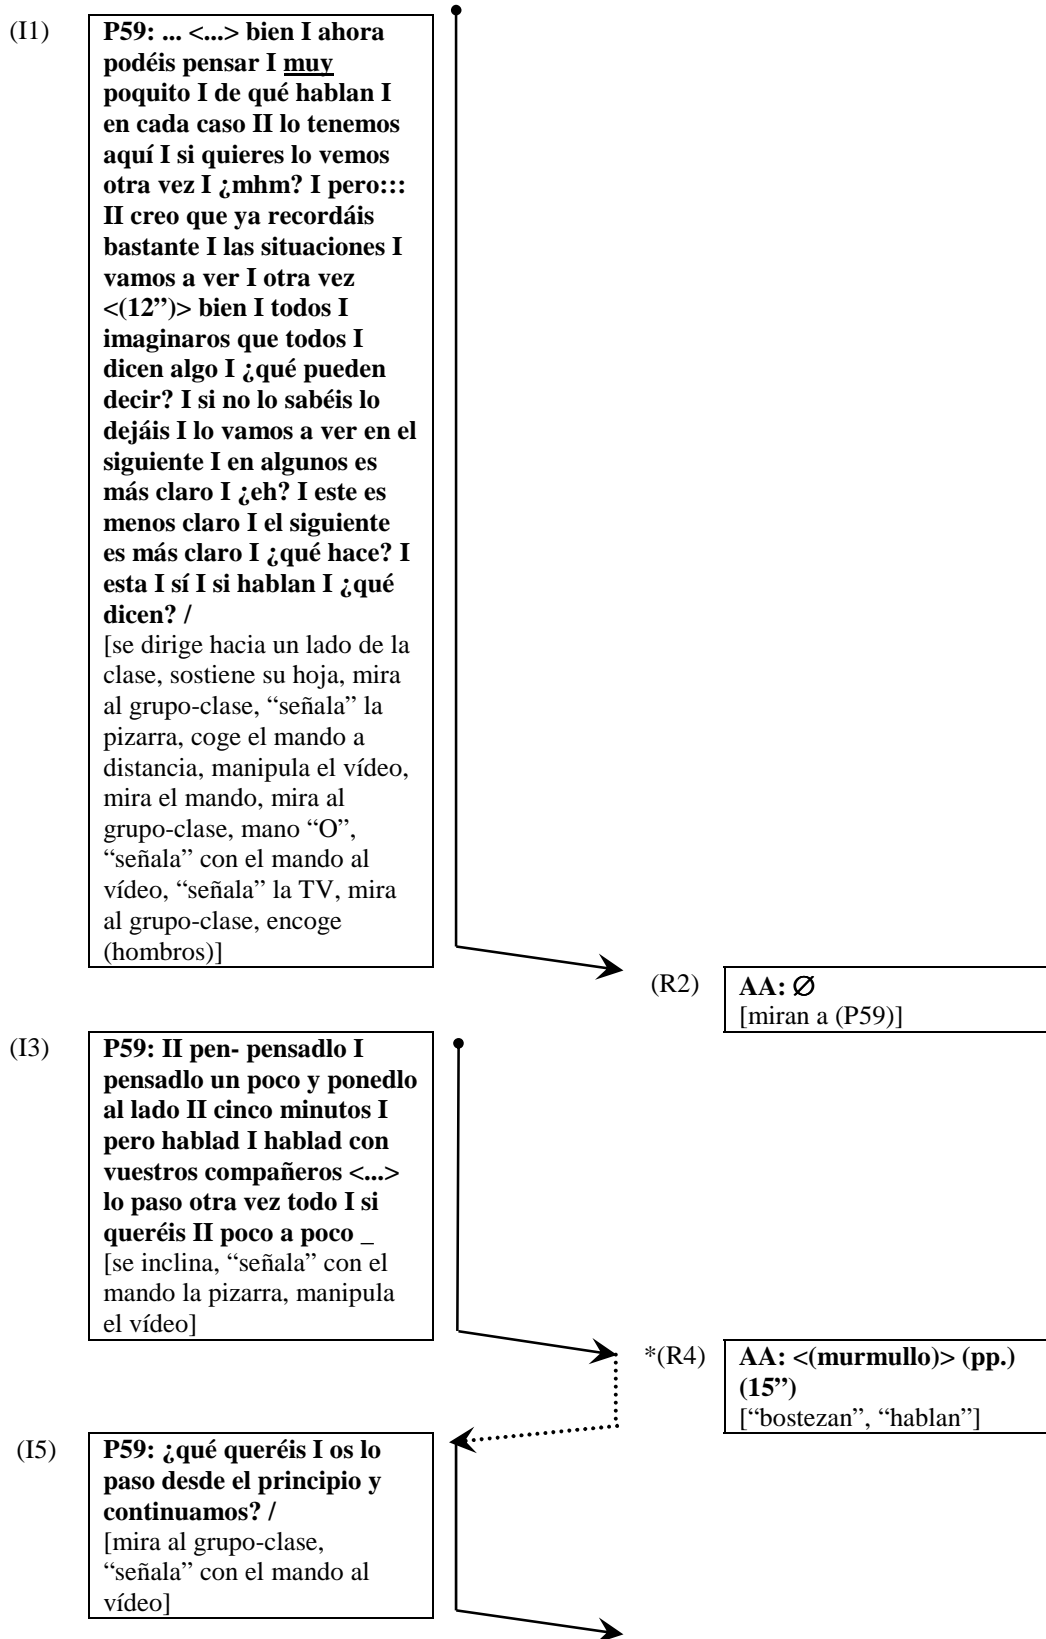 (I1)
P59: ... <...> bien I ahora
podéis pensar I muy
poquito I de qué hablan I
en cada caso II lo tenemos
aquí I si quieres lo vemos
otra vez I ¿mhm? I pero:::
II creo que ya recordáis
bastante I las situaciones I
vamos a ver I otra vez
<(12”)> bien I todos I
imaginaros que todos I
dicen algo I ¿qué pueden
decir? I si no lo sabéis lo
dejáis I lo vamos a ver en el
siguiente I en algunos es
más claro I ¿eh? I este es
menos claro I el siguiente
es más claro I ¿qué hace? I
esta I sí I si hablan I ¿qué
dicen? /
[se dirige hacia un lado de la
clase, sostiene su hoja, mira
al grupo-clase, “señala” la
pizarra, coge el mando a
distancia, manipula el vídeo,
mira el mando, mira al
grupo-clase, mano “O”,
“señala” con el mando al
vídeo, “señala” la TV, mira
al grupo-clase, encoge
(hombros)]
(R2)
AA: ∅
[miran a (P59)]
(I3)
P59: II pen- pensadlo I
pensadlo un poco y ponedlo
al lado II cinco minutos I
pero hablad I hablad con
vuestros compañeros <...>
lo paso otra vez todo I si
queréis II poco a poco _
[se inclina, “señala” con el
mando la pizarra, manipula
el vídeo]
*(R4)
AA: <(murmullo)> (pp.)
(15”)
[“bostezan”, “hablan”]
(I5)
P59: ¿qué queréis I os lo
paso desde el principio y
continuamos? /
[mira al grupo-clase,
“señala” con el mando al
vídeo]